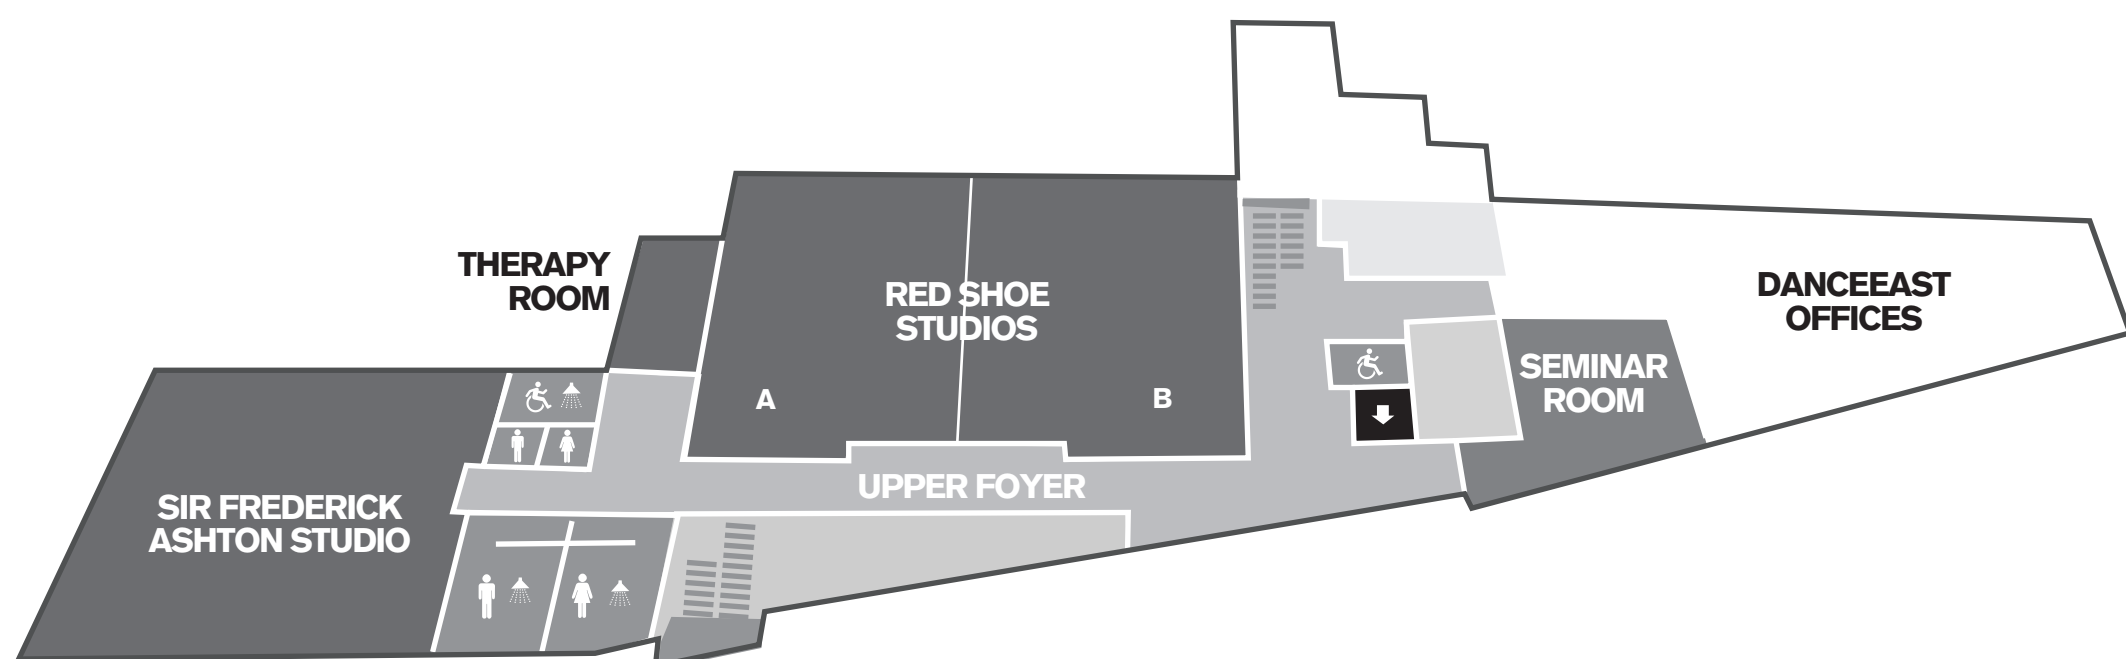 THERAPY
ROOM
RED SHOE
STUDIOS
A
B
DANCEEAST
OFFICES
SEMINAR
ROOM
UPPER FOYER
SIR FREDERICK
ASHTON STUDIO